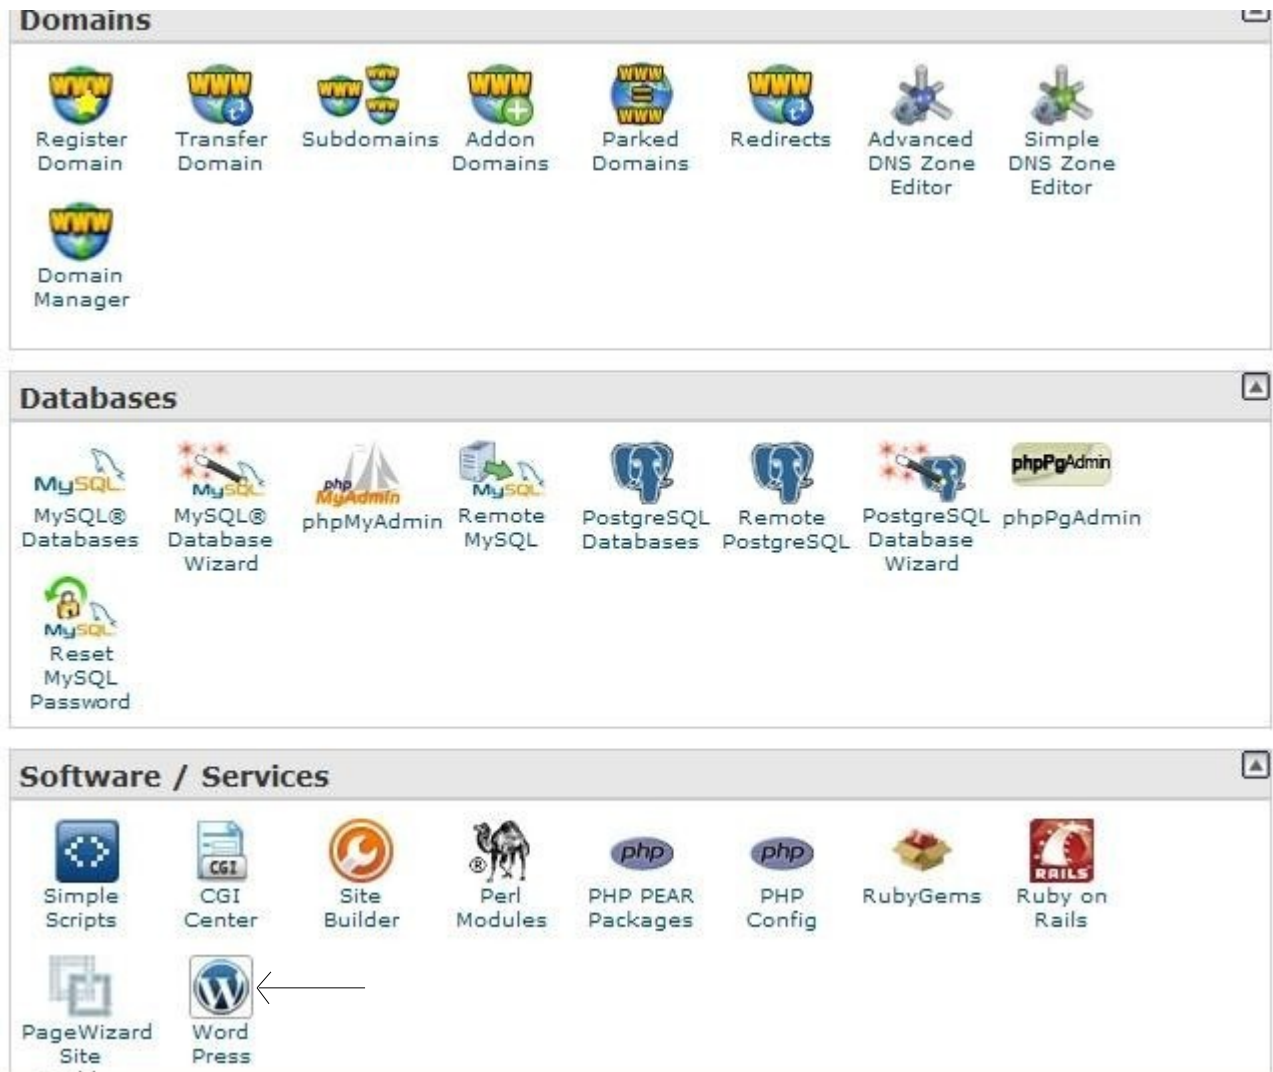 Domains
Register Domain
Transfer Domain
Subdomains
Addon Domains
Parked Domains
Redirects
Advanced DNS Zone Editor
Simple DNS Zone Editor
Domain Manager
Databases
MySQL
MySQL® Databases
MySQL
MySQL® Database Wizard
php MyAdmin
phpMyAdmin
MySQL
Remote MySQL
PostgreSQL Databases
Remote PostgreSQL
PostgreSQL Database Wizard
phpPgAdmin
phpPgAdmin
MySQL
Reset MySQL Password
Software / Services
Simple Scripts
CGI
CGI Center
Site Builder
®
Perl Modules
php
PHP PEAR Packages
php
PHP Config
RubyGems
RAILS
Ruby on Rails
PageWizard Site
W
Word Press